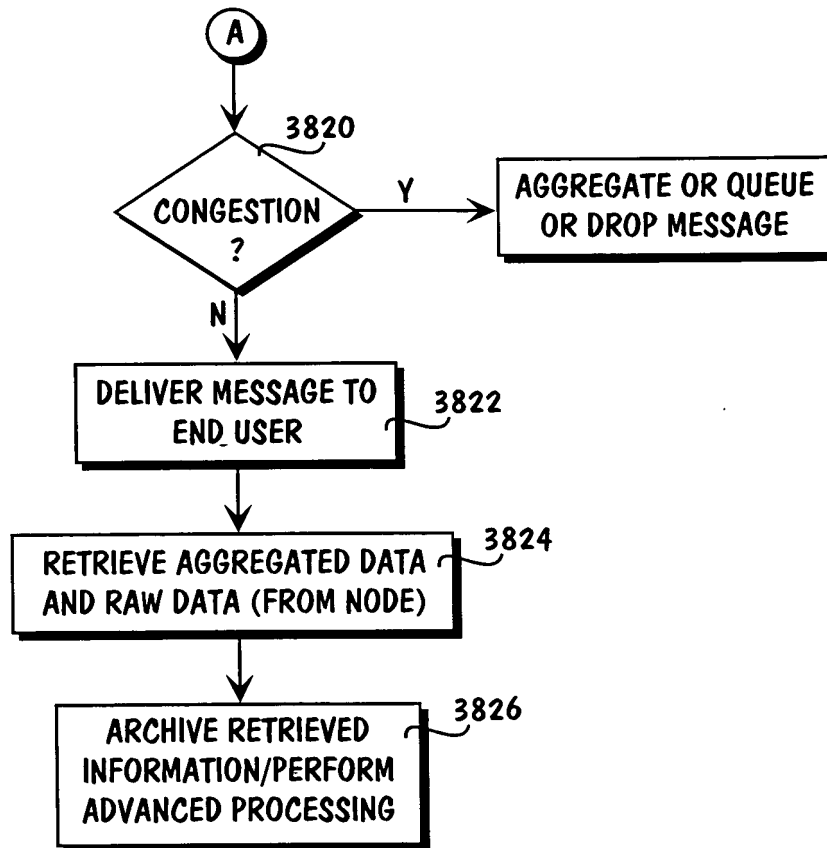 A
3820
CONGESTION
?
Y
AGGREGATE OR QUEUE
OR DROP MESSAGE
N
DELIVER MESSAGE TO
END USER
3822
RETRIEVE AGGREGATED DATA
AND RAW DATA (FROM NODE)
3824
ARCHIVE RETRIEVED
INFORMATION/PERFORM
ADVANCED PROCESSING
3826